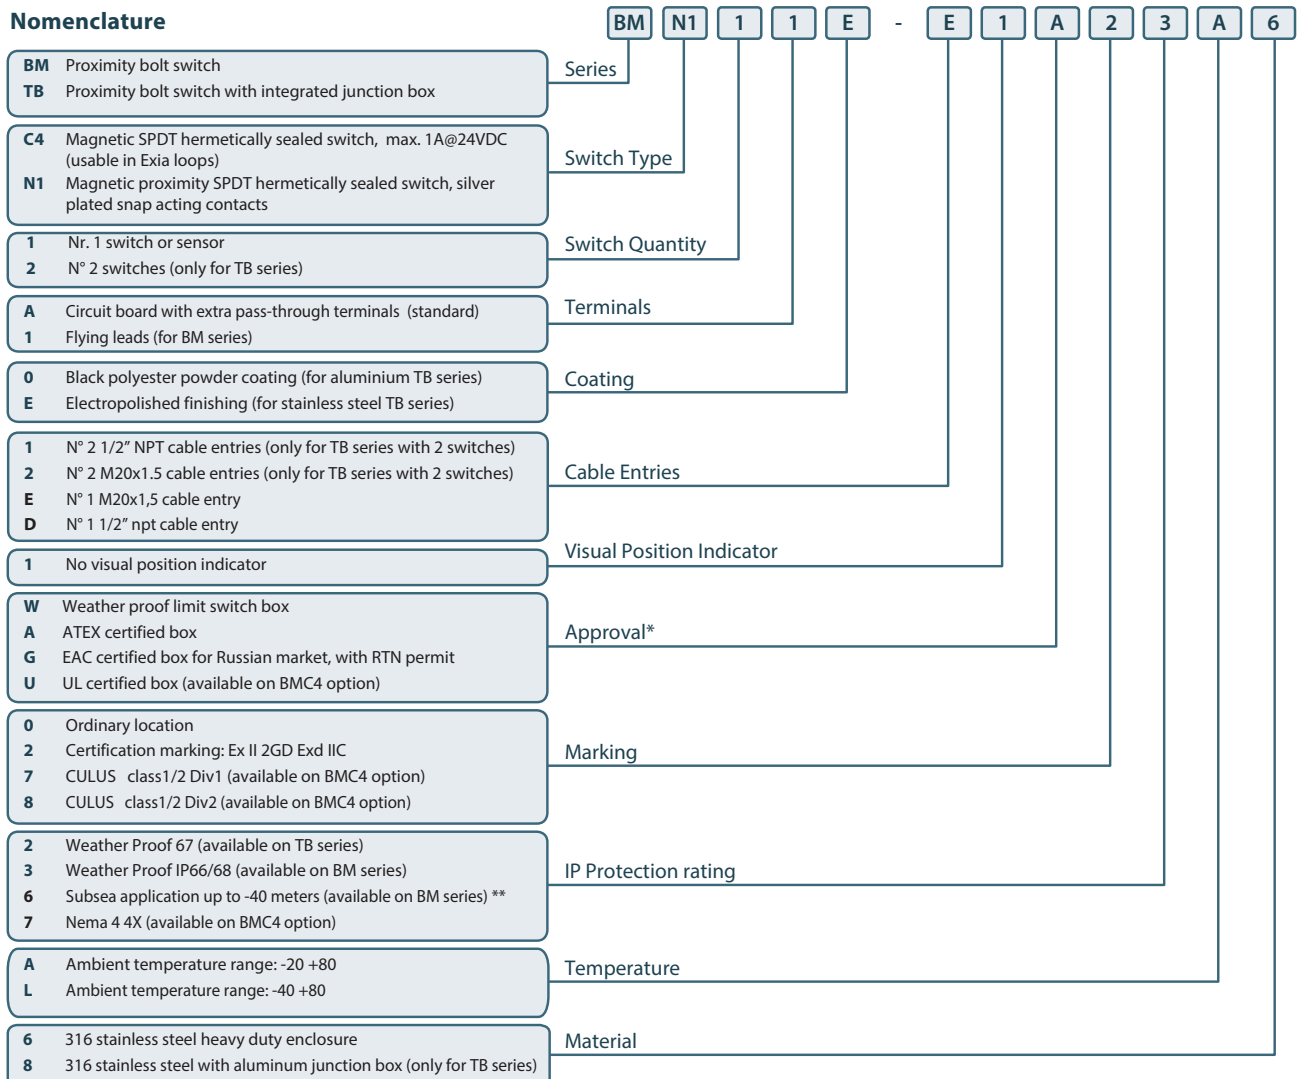 Nomenclature BM N1 1 1 E - E 1 A 2 3 A 6
BM Proximity bolt switch
TB Proximity bolt switch with integrated junction box
Series
C4 Magnetic SPDT hermetically sealed switch, max. 1A@24VDC
(usable in Exia loops)
N1 Magnetic proximity SPDT hermetically sealed switch, silver
plated snap acting contacts
Switch Type
1 Nr. 1 switch or sensor
2 N° 2 switches (only for TB series)
Switch Quantity
A Circuit board with extra pass-through terminals (standard)
1 Flying leads (for BM series)
Terminals
0 Black polyester powder coating (for aluminium TB series)
E Electropolished finishing (for stainless steel TB series)
Coating
1 N° 2 1/2” NPT cable entries (only for TB series with 2 switches)
2 N° 2 M20x1.5 cable entries (only for TB series with 2 switches)
E N° 1 M20x1,5 cable entry
D N° 1 1/2” npt cable entry
Cable Entries
1 No visual position indicator
Visual Position Indicator
W Weather proof limit switch box
A ATEX certified box
G EAC certified box for Russian market, with RTN permit
U UL certified box (available on BMC4 option)
Approval*
0 Ordinary location
2 Certification marking: Ex II 2GD Exd IIC
7 CULUS class1/2 Div1 (available on BMC4 option)
8 CULUS class1/2 Div2 (available on BMC4 option)
Marking
2 Weather Proof 67 (available on TB series)
3 Weather Proof IP66/68 (available on BM series)
6 Subsea application up to -40 meters (available on BM series) **
7 Nema 4 4X (available on BMC4 option)
IP Protection rating
A Ambient temperature range: -20 +80
L Ambient temperature range: -40 +80
Temperature
6 316 stainless steel heavy duty enclosure
8 316 stainless steel with aluminum junction box (only for TB series)
Material